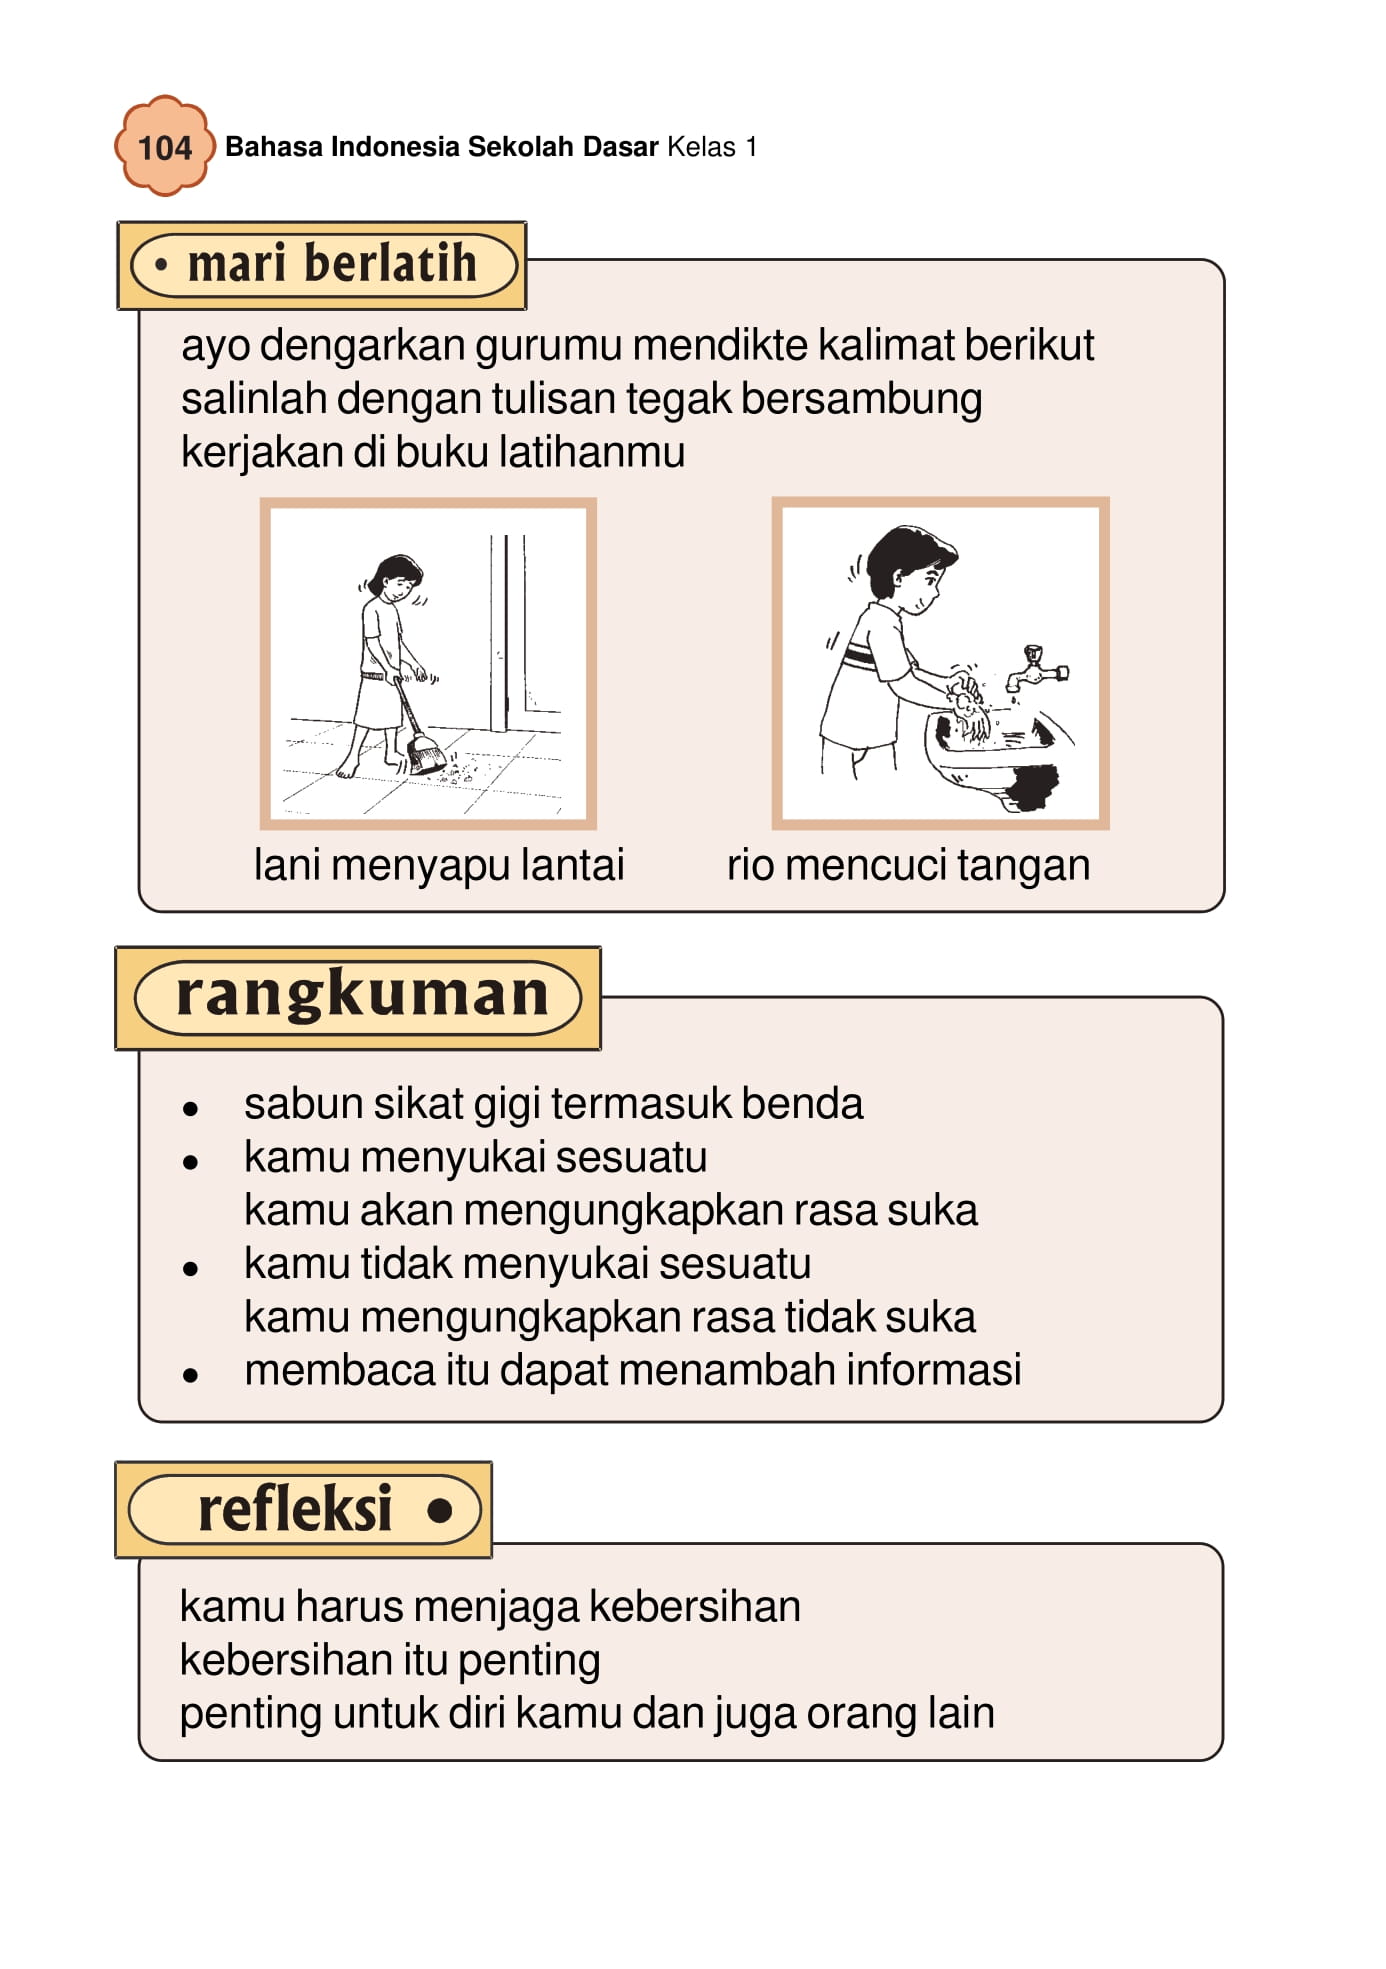 104 Bahasa Indonesia Sekolah Dasar Kelas 1
• mari berlatih
ayo dengarkan gurumu mendikte kalimat berikut
salinlah dengan tulisan tegak bersambung
kerjakan di buku latihanmu
lani menyapu lantai
rio mencuci tangan
rangkuman
• sabun sikat gigi termasuk benda
• kamu menyukai sesuatu
kamu akan mengungkapkan rasa suka
• kamu tidak menyukai sesuatu
kamu mengungkapkan rasa tidak suka
• membaca itu dapat menambah informasi
refleksi •
kamu harus menjaga kebersihan
kebersihan itu penting
penting untuk diri kamu dan juga orang lain